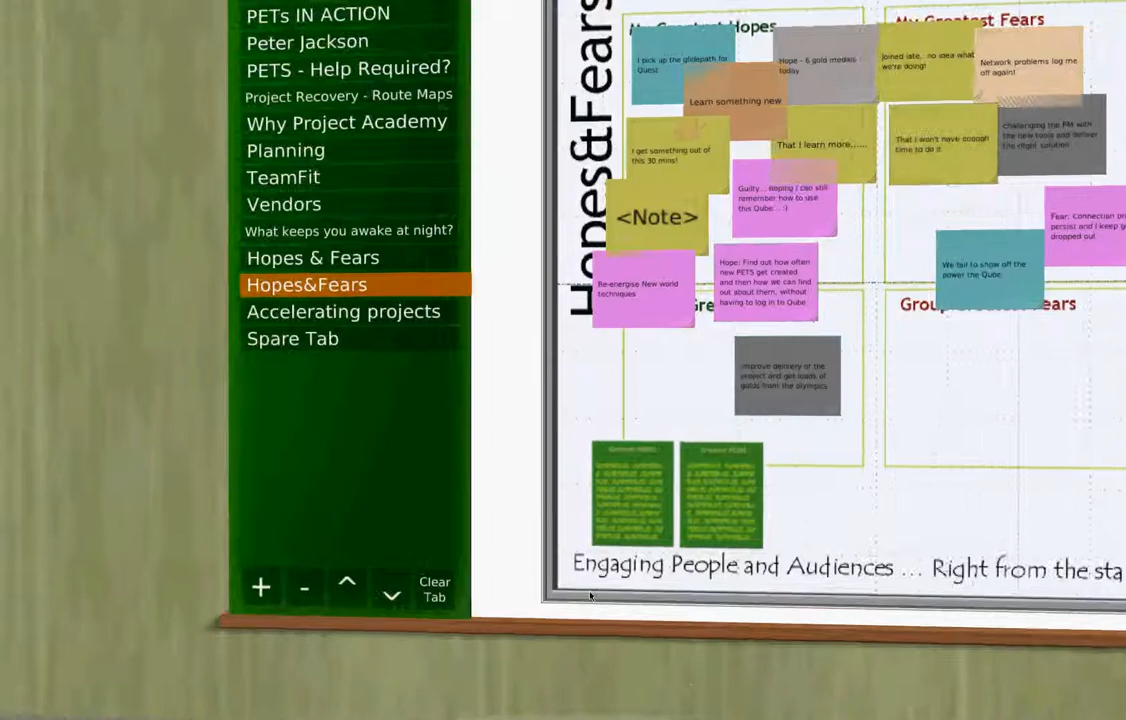 PETs IN ACTION
Peter Jackson
PETS - Help Required?
Project Recovery - Route Maps
Why Project Academy
Planning
TeamFit
Vendors
What keeps you awake at night?
Hopes & Fears
Hopes&Fears
Accelerating projects
Spare Tab
+
-
Clear
Tab
Hopes&Fears
My Greatest Hopes
I pick up the glidepath for
Quest
Learn something new
Hope - 6 gold medles
today
I get something out of
this 30 mins!
That I learn more......
<Note>
Guilty... hoping I can still
remember how to use
this Qube... :)
Re-energise New world
techniques
Hope: Find out how often
new PETS get created
and then how we can find
out about them, without
having to log in to Qube
My Greatest Fears
Joined late.. no idea what
we're doing!
Network problems log me
off again!
That I won't have
time to do it
Challenging the PM with
the new tools and deliver
the right solution
Fear: Connection
persist and I keep
dropped out
We fail to show off the
power the Qube
Improve delivery of the
project and get loads of
golds from the olympics
Engaging People and Audiences ... Right from the sta